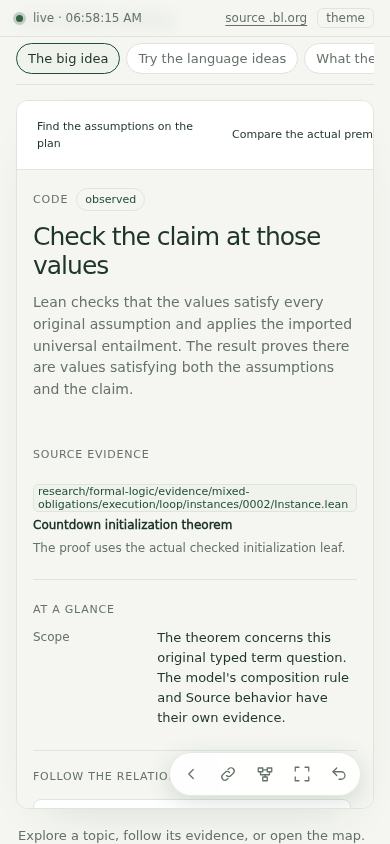 live · 06:58:15 AM
source .bl.org
theme
The big idea
Try the language ideas
What the
Find the assumptions on the
plan
Compare the actual prem
CODE
observed
Check the claim at those
values
Lean checks that the values satisfy every
original assumption and applies the imported
universal entailment. The result proves there
are values satisfying both the assumptions
and the claim.
SOURCE EVIDENCE
research/formal-logic/evidence/mixed-
obligations/execution/loop/instances/0002/Instance.lean
Countdown initialization theorem
The proof uses the actual checked initialization leaf.
AT A GLANCE
Scope
The theorem concerns this
original typed term question.
The model's composition rule
and Source behavior have
their own evidence.
FOLLOW THE RELATIO
Explore a topic, follow its evidence, or open the map.